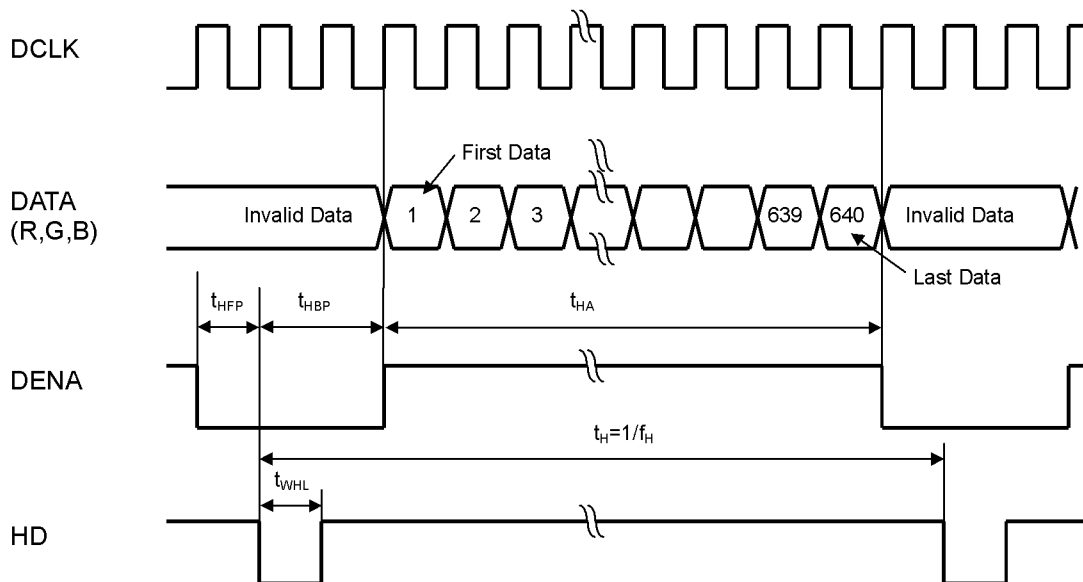 DCLK
First Data
DATA
(R,G,B)
Invalid Data 1 2 3 639 640 Invalid Data
Last Data
tHFP tHBP tHA
DENA
tH=1/fH
tWHL
HD